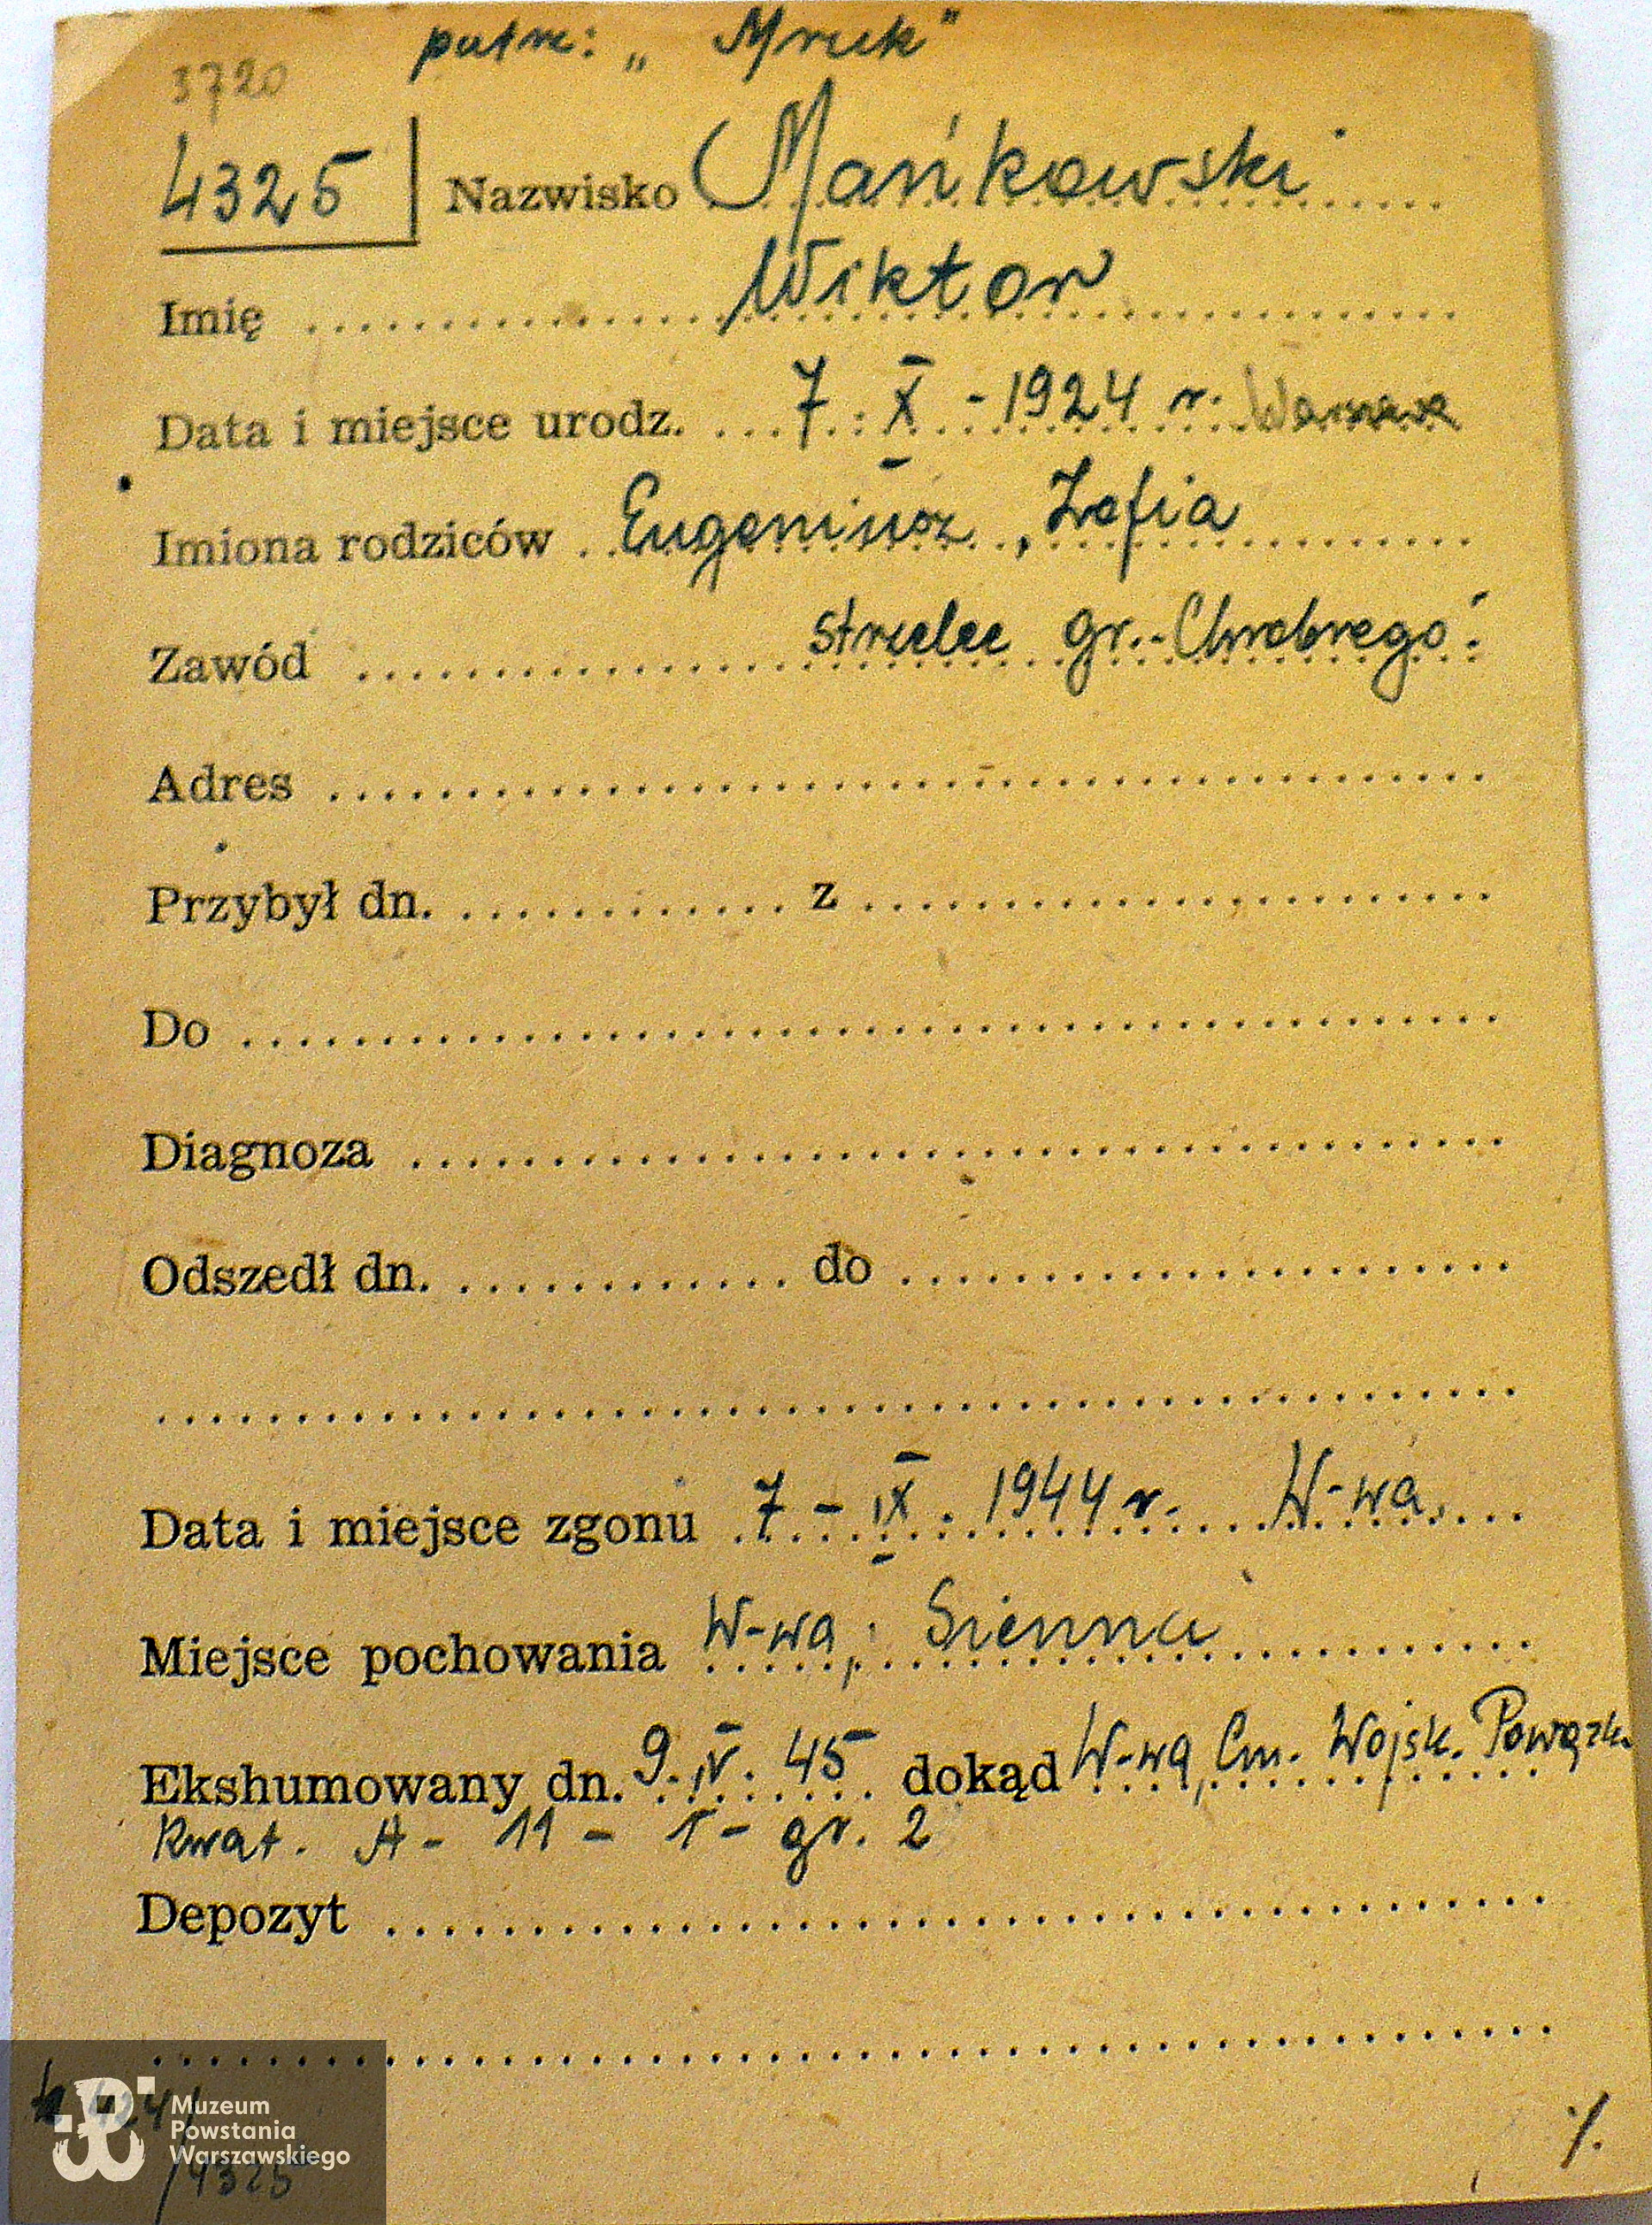 patrz: „ Mruk"
3720
4325 Nazwisko Mańkowski
Imię Wiktor
Data i miejsce urodz. 7. X - 1924 r. Warszawa
Imiona rodziców Eugeniusz, Zofia
Zawód strzelec gr. "Chrobrego"
Adres
Przybył dn. z
Do
Diagnoza
Odszedł dn. do
Data i miejsce zgonu 7 - IX. 1944 r. W-wa.
Miejsce pochowania W-wa, Sienna
Ekshumowany dn. 9. IV. 45 dokąd W-wa, Cm. Wojsk. Powązk.
Kwat. A - 11 - 1 - gr. 2
Depozyt
Muzeum
Powstania
Warszawskiego
/4325